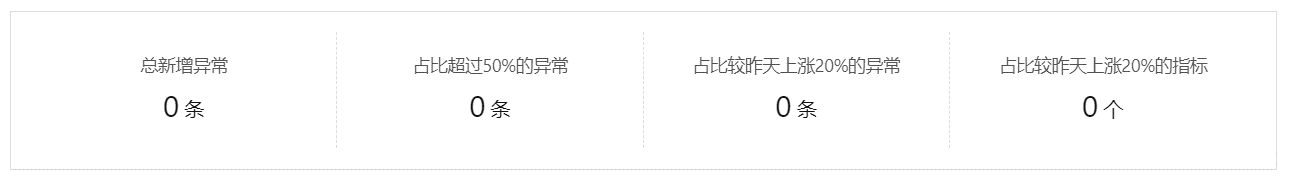 总新增异常
0 条
占比超过50%的异常
0 条
占比较昨天上涨20%的异常
0 条
占比较昨天上涨20%的指标
0 个